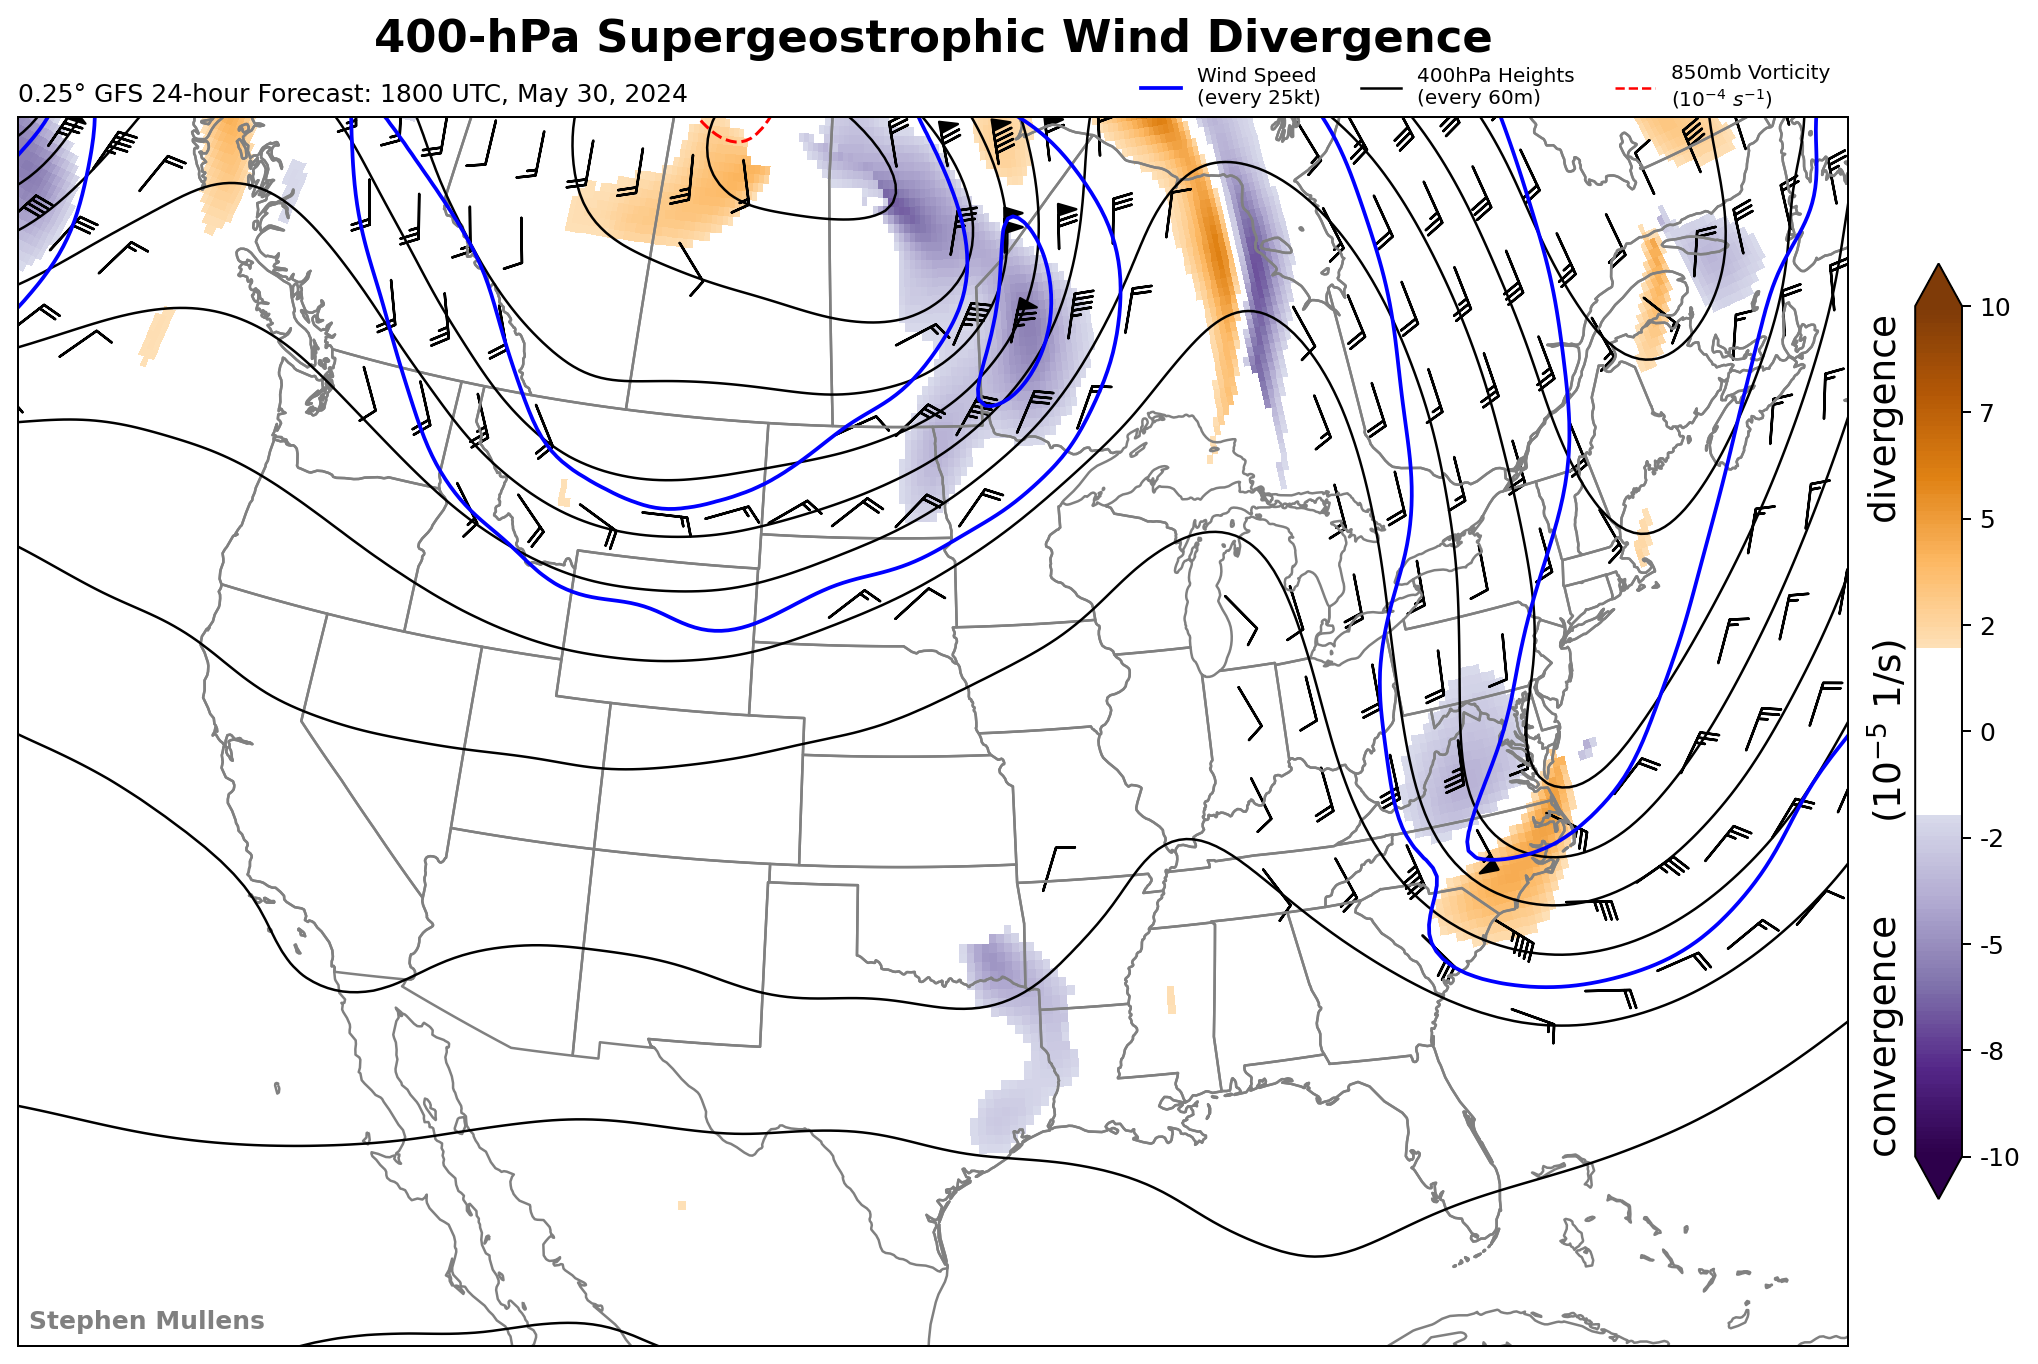 400-hPa Supergeostrophic Wind Divergence
0.25° GFS 24-hour Forecast: 1800 UTC, May 30, 2024
Wind Speed
(every 25kt)
400hPa Heights
(every 60m)
850mb Vorticity
(10⁻⁴ s⁻¹)
10
7
5
2
0
-2
-5
-8
-10
convergence (10⁻⁵ 1/s) divergence
Stephen Mullens